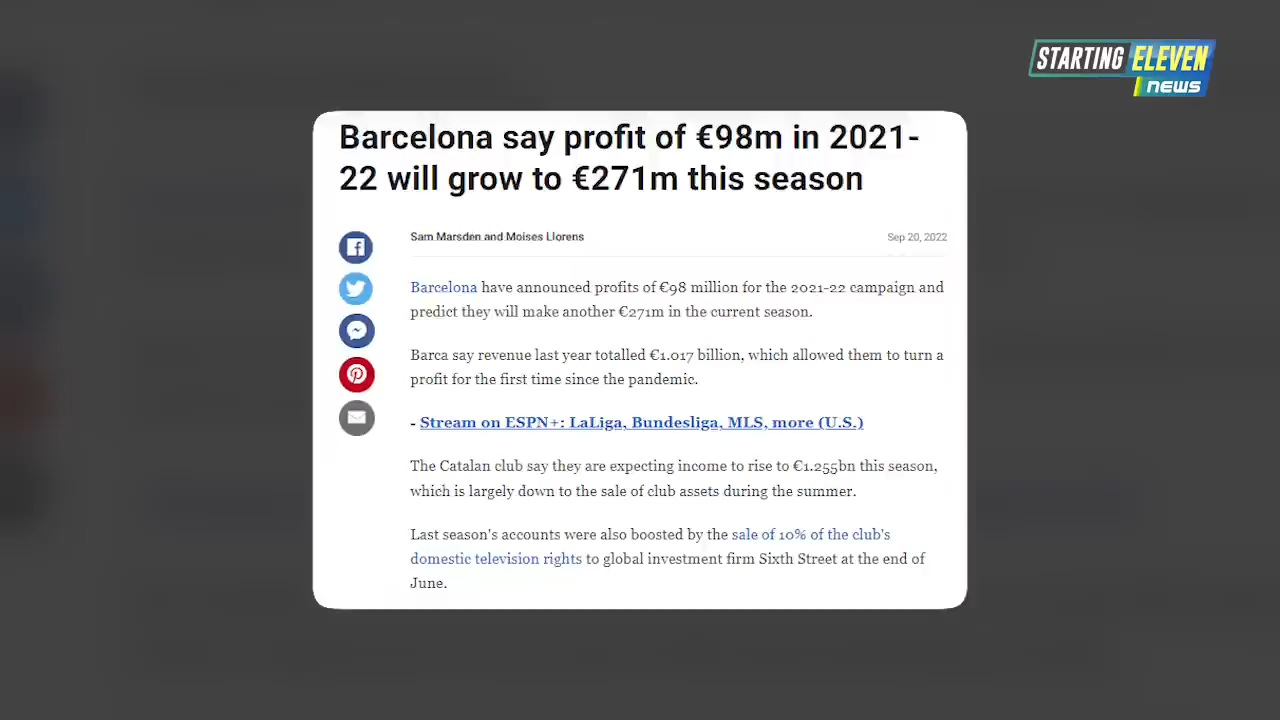 STARTING ELEVEN
news
Barcelona say profit of €98m in 2021-
22 will grow to €271m this season
Sam Marsden and Moises Llorens
Sep 20, 2022
Barcelona have announced profits of €98 million for the 2021-22 campaign and
predict they will make another €271m in the current season.
Barca say revenue last year totalled €1.017 billion, which allowed them to turn a
profit for the first time since the pandemic.
- Stream on ESPN+: LaLiga, Bundesliga, MLS, more (U.S.)
The Catalan club say they are expecting income to rise to €1.255bn this season,
which is largely down to the sale of club assets during the summer.
Last season's accounts were also boosted by the sale of 10% of the club's
domestic television rights to global investment firm Sixth Street at the end of
June.